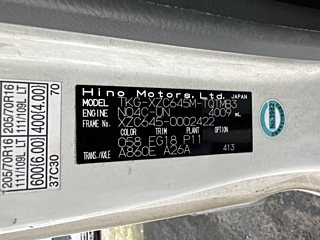 Hino Motors, Ltd. JAPAN
MODEL TKG-XZC645M-TQTMB3
ENGINE N04C-UN 4009 mL
FRAME No. XZC645-0002422
COLOR TRIM PLANT
058 EG18 P11
TRANS/AXLE A860E A26A 413
205/70R16 205/70R16
111/109L LT 111/109L LT
600(6.00) 400(4.00)
37C30 70